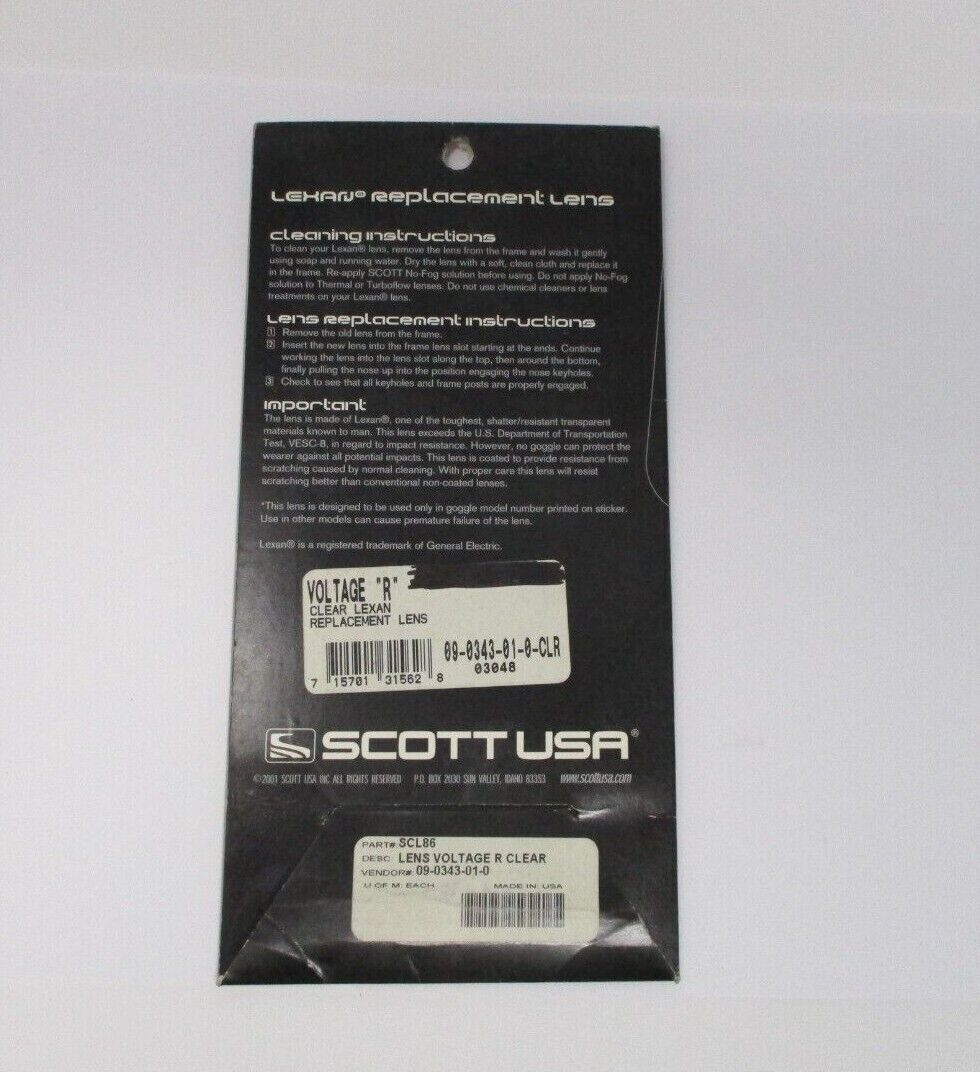 LEXAN® Replacement Lens
cleaning instructions
To clean your Lexan® lens, remove the lens from the frame and wash it gently
using soap and running water. Dry the lens with a soft, clean cloth and replace it
in the frame. Re-apply SCOTT No-Fog solution before using. Do not apply No-Fog
solution to Thermal or Turboflow lenses. Do not use chemical cleaners or lens
treatments on your Lexan® lens.
Lens Replacement instructions
1 Remove the old lens from the frame.
2 Insert the new lens into the frame lens slot starting at the ends. Continue
working the lens into the lens slot along the top, then around the bottom,
finally pulling the nose up into the position engaging the nose keyholes.
3 Check to see that all keyholes and frame posts are properly engaged.
important
The lens is made of Lexan®, one of the toughest, shatter/resistant transparent
materials known to man. This lens exceeds the U.S. Department of Transportation
Test, VESC-8, in regard to impact resistance. However, no goggle can protect the
wearer against all potential impacts. This lens is coated to provide resistance from
scratching caused by normal cleaning. With proper care this lens will resist
scratching better than conventional non-coated lenses.
*This lens is designed to be used only in goggle model number printed on sticker.
Use in other models can cause premature failure of the lens.
Lexan® is a registered trademark of General Electric.
VOLTAGE "R"
CLEAR LEXAN
REPLACEMENT LENS
09-0343-01-0-CLR
03048
7 15701 31562 8
SCOTT USA®
©2001 SCOTT USA INC ALL RIGHTS RESERVED P.O. BOX 2030 SUN VALLEY, IDAHO 83353 www.scottusa.com
PART# SCL86
DESC: LENS VOLTAGE R CLEAR
VENDOR# 09-0343-01-0
U OF M: EACH MADE IN: USA